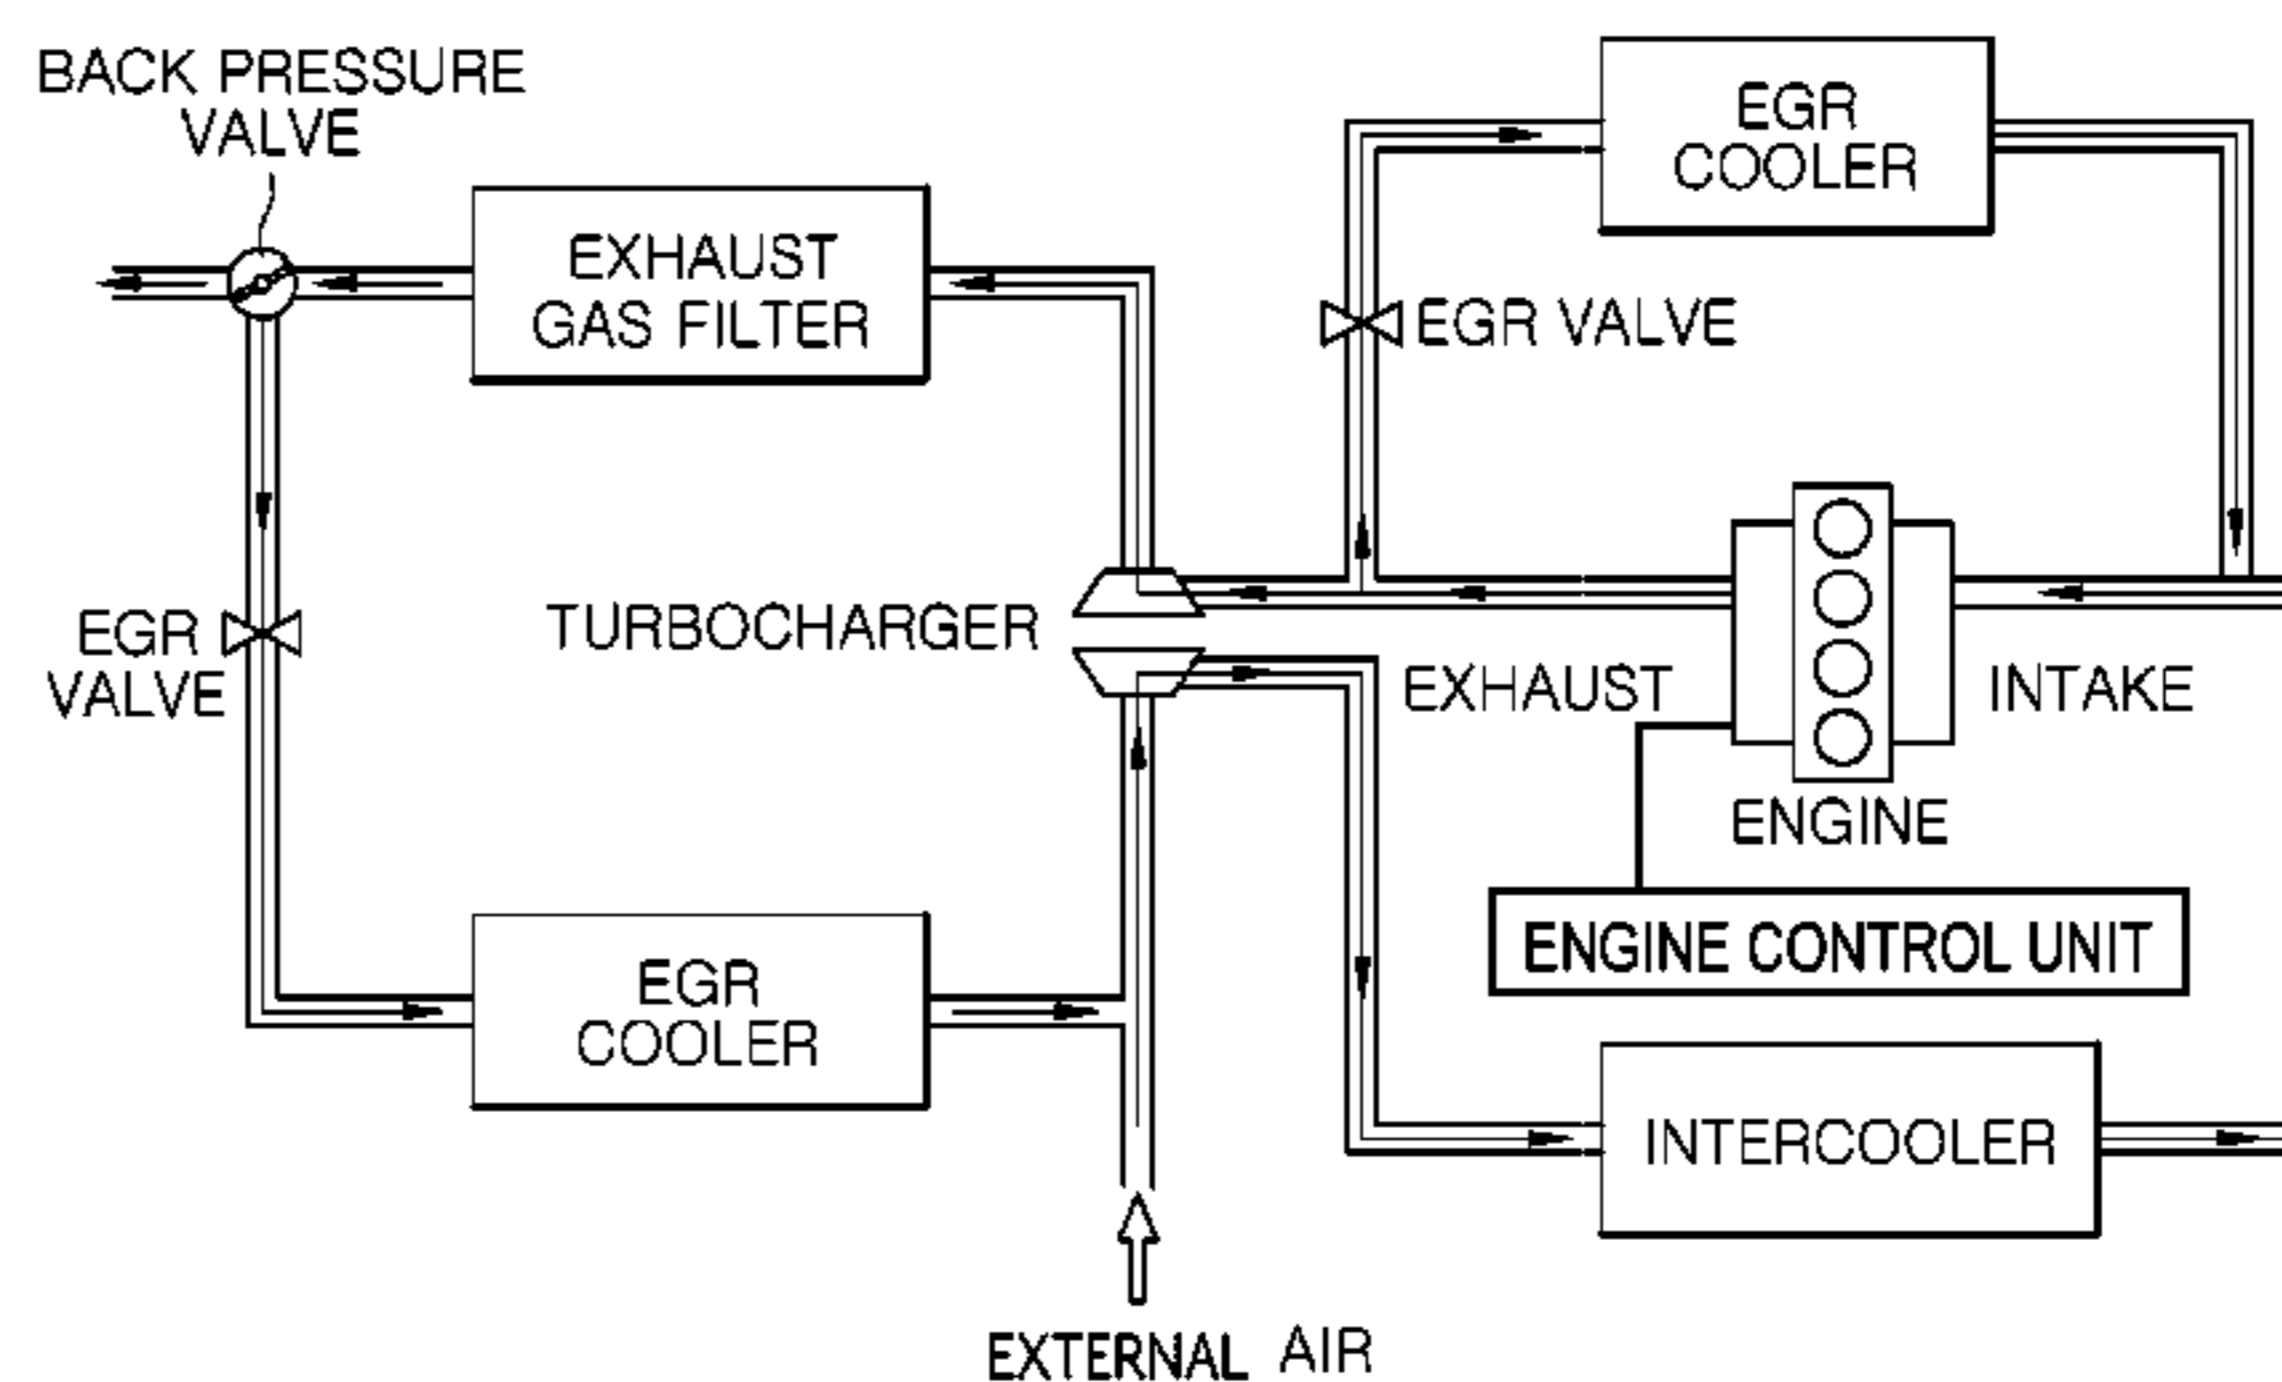 BACK PRESSURE
VALVE
EXHAUST
GAS FILTER
EGR
COOLER
EGR VALVE
TURBOCHARGER
EGR
VALVE
EXHAUST
INTAKE
ENGINE
ENGINE CONTROL UNIT
EGR
COOLER
INTERCOOLER
EXTERNAL AIR